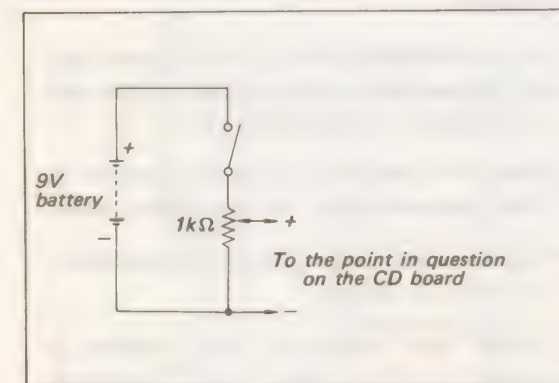 +
9V
battery
-
1kΩ
+
To the point in question
on the CD board
-